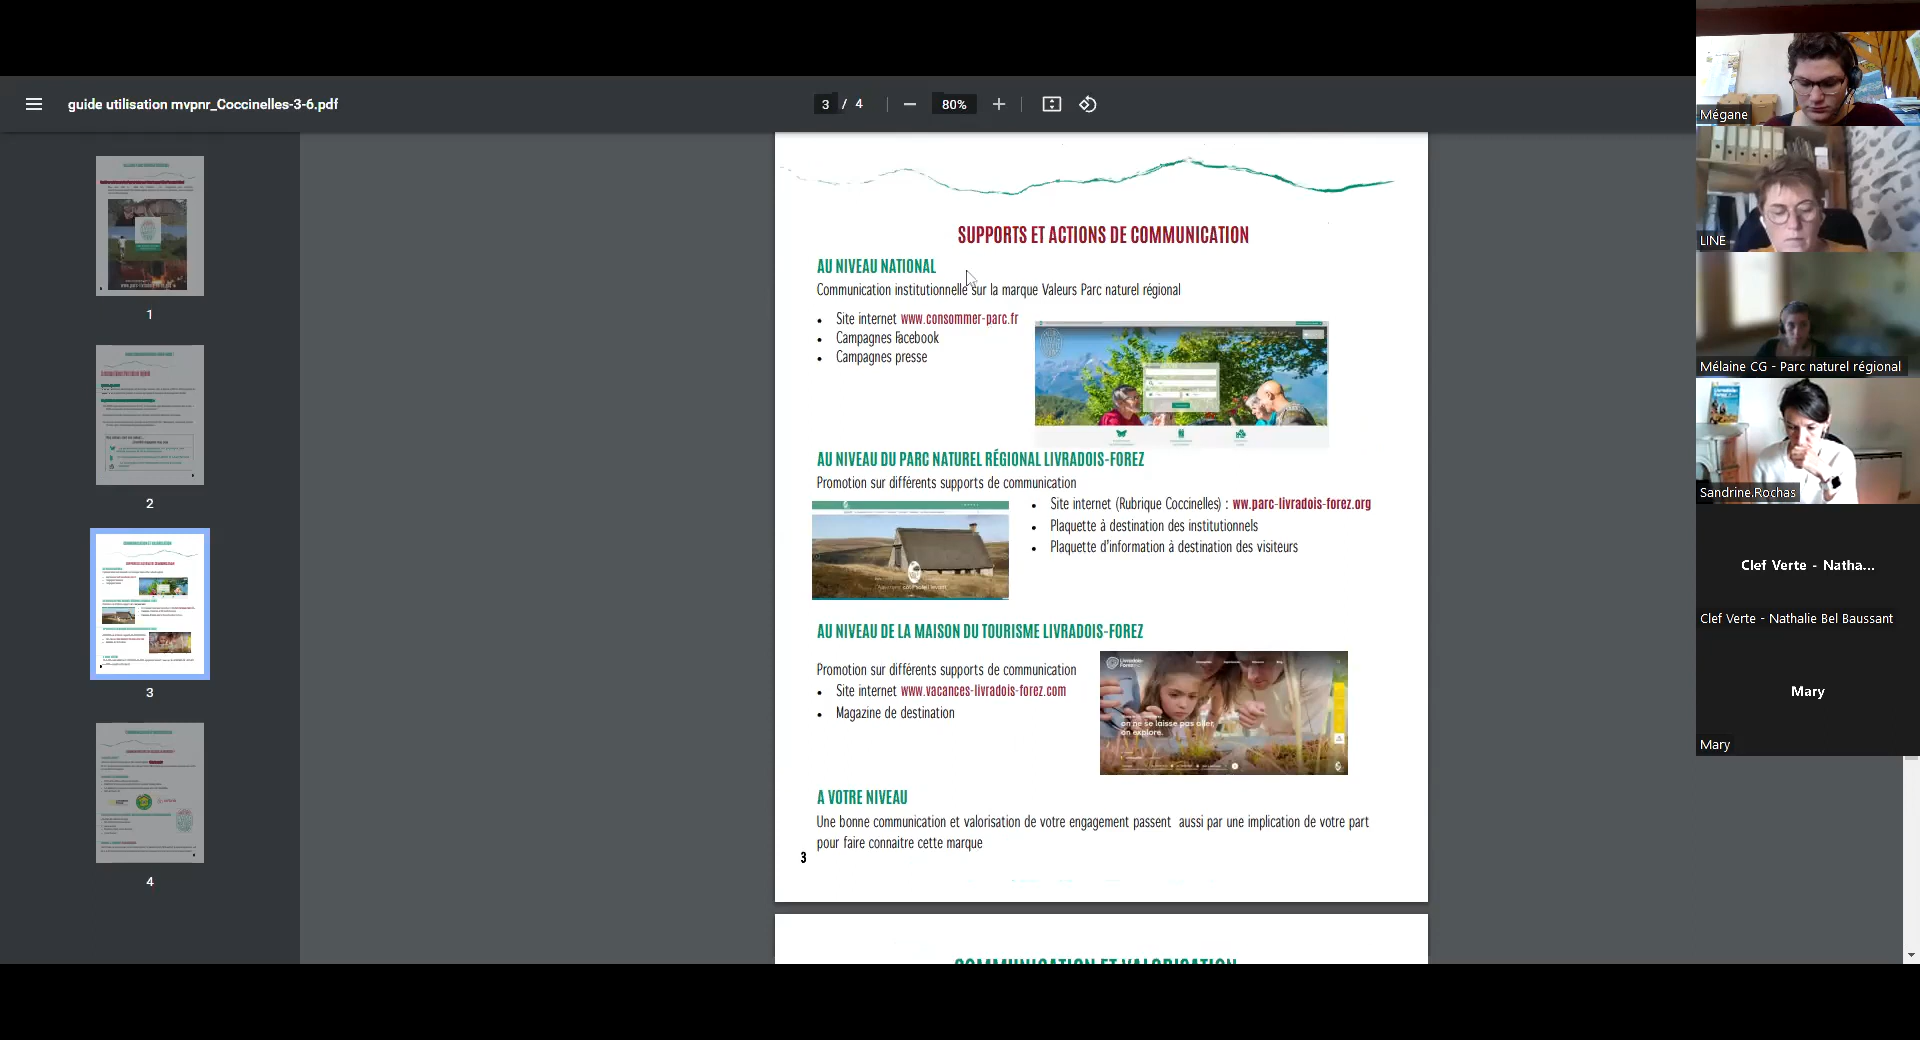 guide utilisation mvpnr_Coccinelles-3-6.pdf
3 / 4
80%
1
2
3
4
SUPPORTS ET ACTIONS DE COMMUNICATION
AU NIVEAU NATIONAL
Communication institutionnelle sur la marque Valeurs Parc naturel régional
• Site internet www.consommer-parc.fr
• Campagnes Facebook
• Campagnes presse
AU NIVEAU DU PARC NATUREL RÉGIONAL LIVRADOIS-FOREZ
Promotion sur différents supports de communication
• Site internet (Rubrique Coccinelles) : ww.parc-livradois-forez.org
• Plaquette à destination des institutionnels
• Plaquette d'information à destination des visiteurs
AU NIVEAU DE LA MAISON DU TOURISME LIVRADOIS-FOREZ
Promotion sur différents supports de communication
• Site internet www.vacances-livradois-forez.com
• Magazine de destination
Livradois-
Forez
on ne se laisse pas aller,
on explore.
A VOTRE NIVEAU
Une bonne communication et valorisation de votre engagement passent aussi par une implication de votre part
pour faire connaitre cette marque
3
COMMUNICATION ET VALORISATION
Mégane
LINE
Mélaine CG - Parc naturel régional
Sandrine.Rochas
Clef Verte - Natha...
Clef Verte - Nathalie Bel Baussant
Mary
Mary